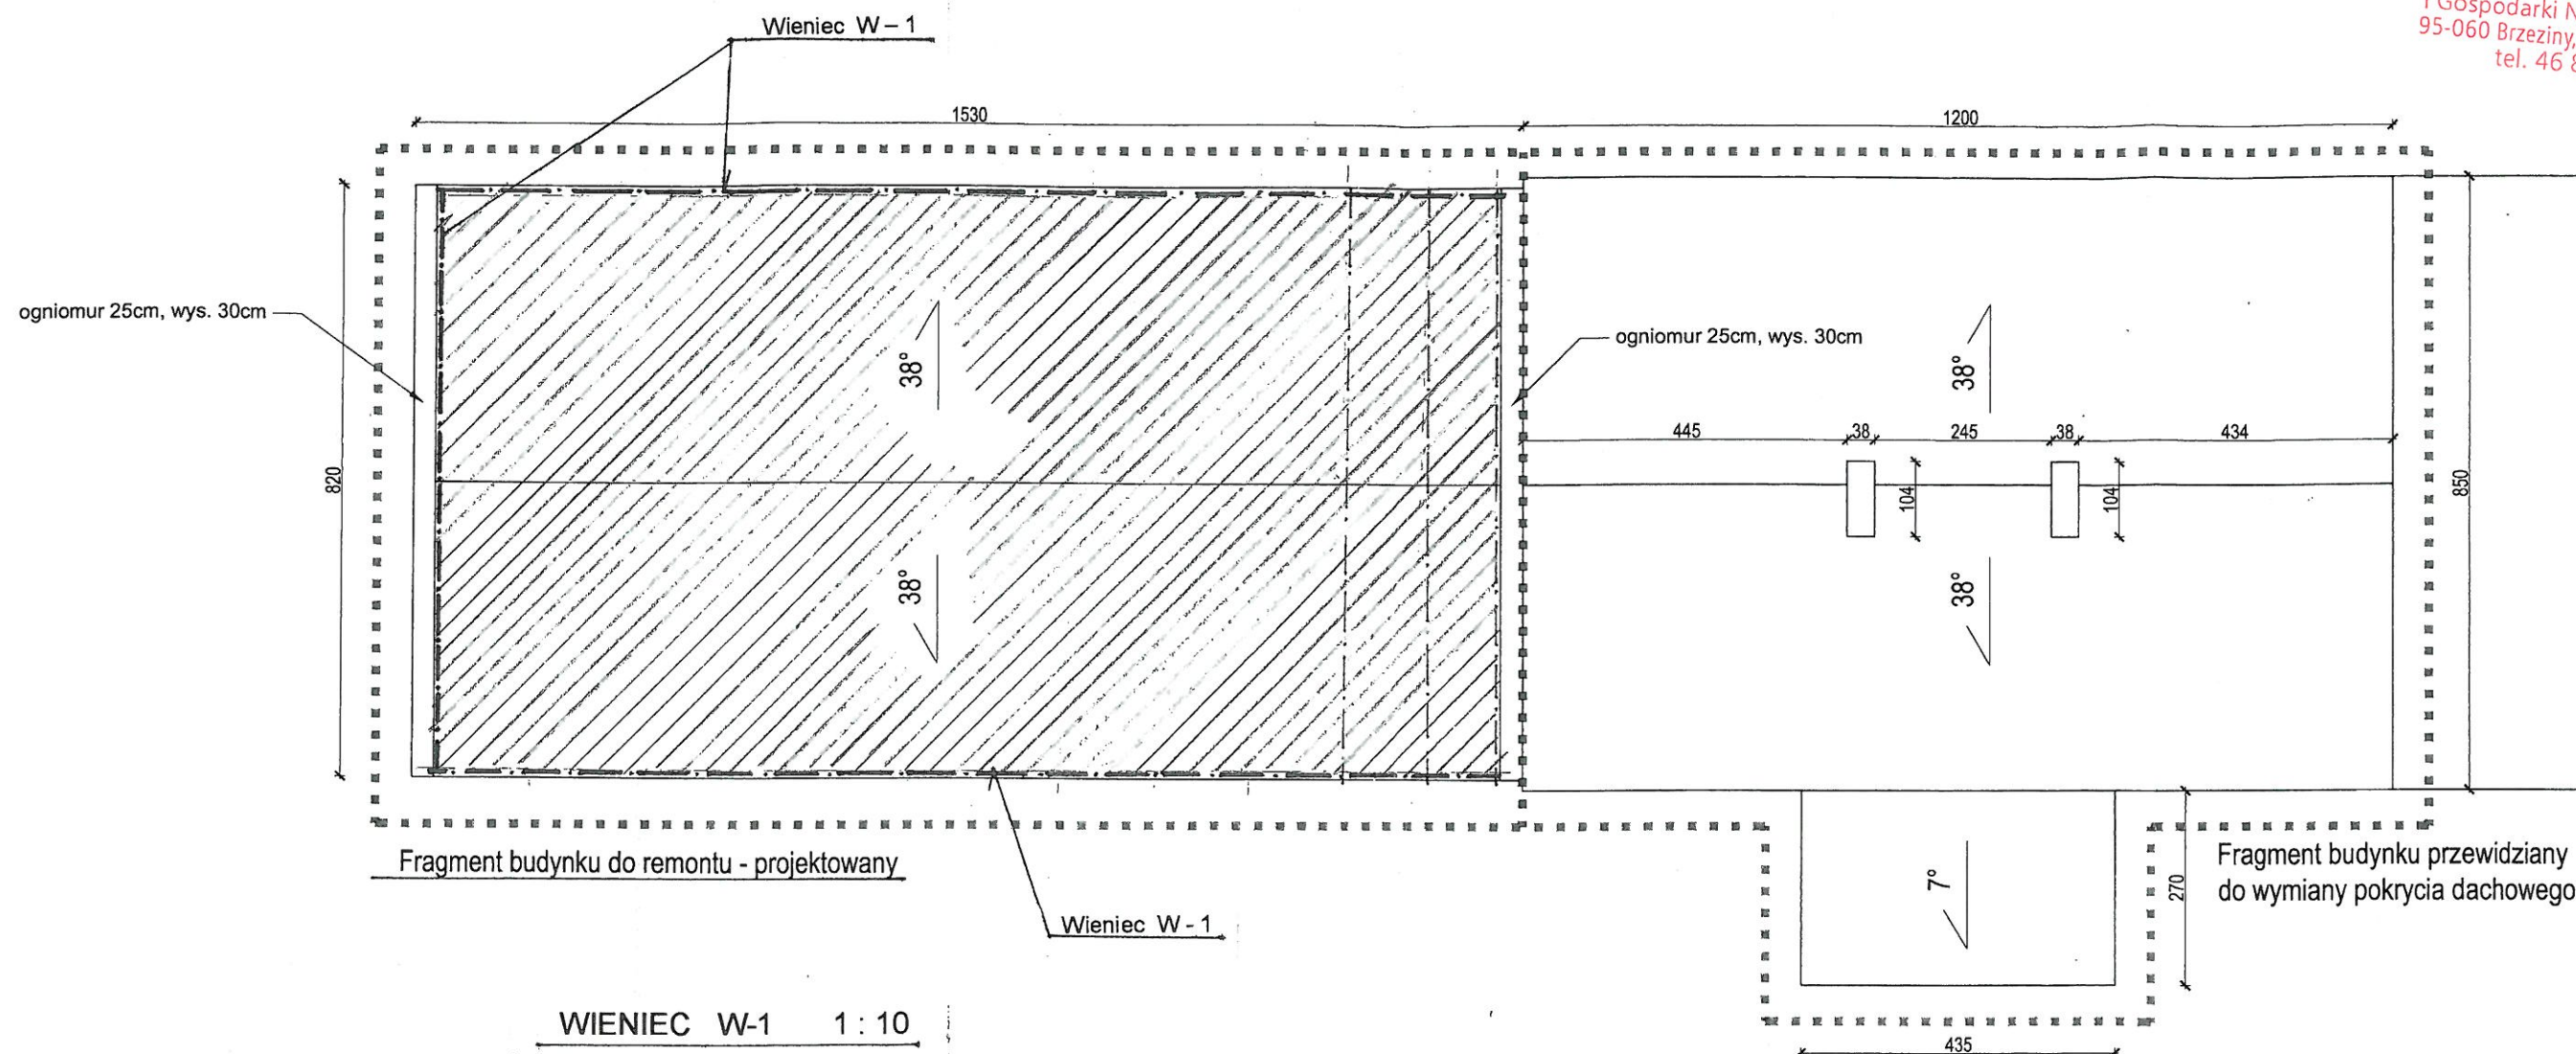 i Gospodarki
95-060 Brzeziny,
tel. 46
Wieniec W – 1
1530
1200
ogniomur 25cm, wys. 30cm
820
38°
38°
ogniomur 25cm, wys. 30cm
38°
445
38
245
38
434
104
104
850
38°
Fragment budynku do remontu - projektowany
Wieniec W - 1
7°
270
Fragment budynku przewidziany
do wymiany pokrycia dachowego
WIENIEC W-1 1 : 10
435